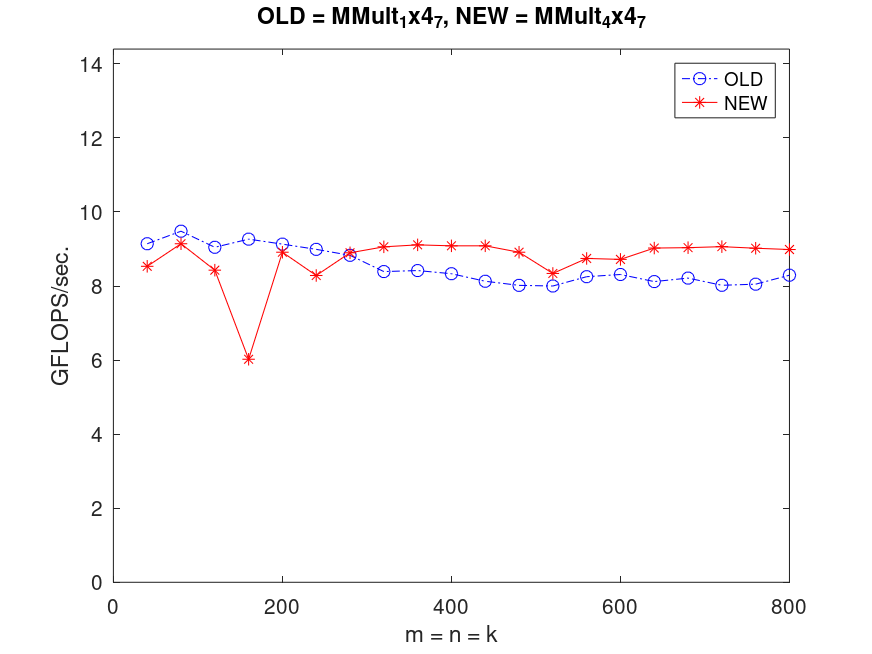 OLD = MMult₁x4₇, NEW = MMult₄x4₇
14
12
10
8
6
4
2
0
GFLOPS/sec.
OLD
NEW
0 200 400 600 800
m = n = k